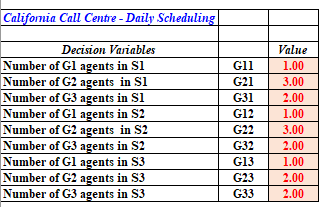 California Call Centre - Daily Scheduling
Decision Variables Value
Number of G1 agents in S1 G11 1.00
Number of G2 agents in S1 G21 3.00
Number of G3 agents in S1 G31 2.00
Number of G1 agents in S2 G12 1.00
Number of G2 agents in S2 G22 3.00
Number of G3 agents in S2 G32 2.00
Number of G1 agents in S3 G13 1.00
Number of G2 agents in S3 G23 2.00
Number of G3 agents in S3 G33 2.00